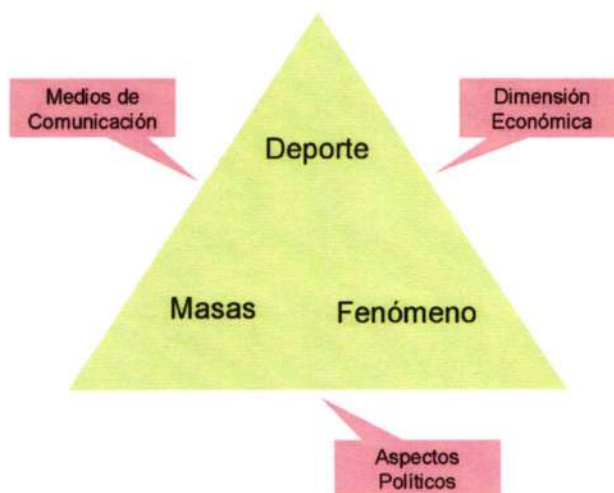 Medios de
Comunicación
Dimensión
Económica
Deporte
Masas
Fenómeno
Aspectos
Políticos